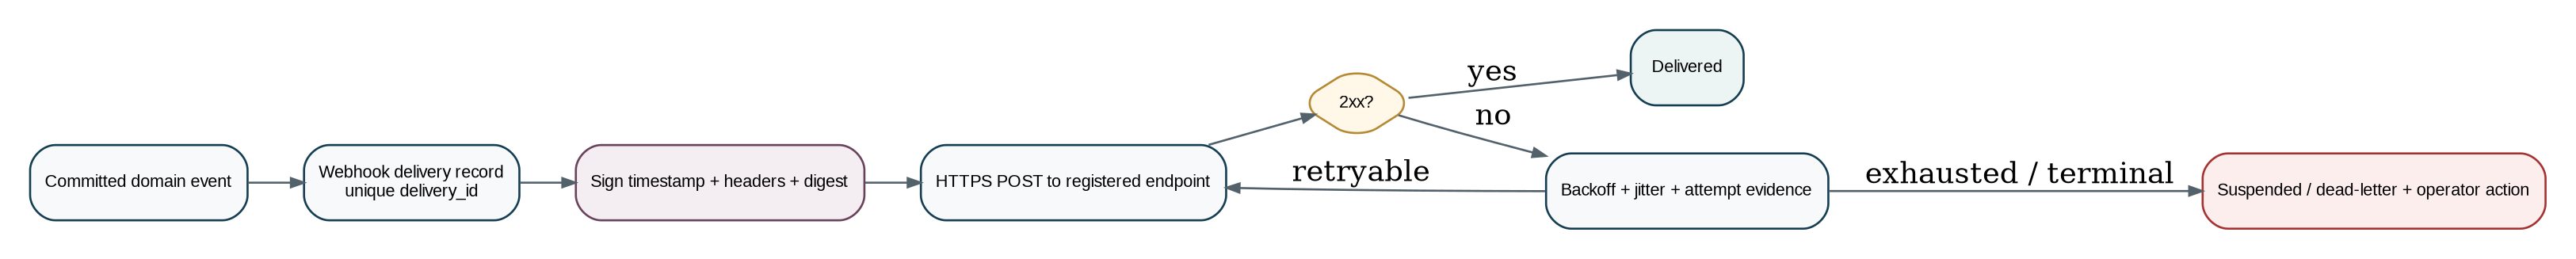 Committed domain event
Webhook delivery record
unique delivery_id
Sign timestamp + headers + digest
HTTPS POST to registered endpoint
2xx?
yes
Delivered
no
retryable
Backoff + jitter + attempt evidence
exhausted / terminal
Suspended / dead-letter + operator action